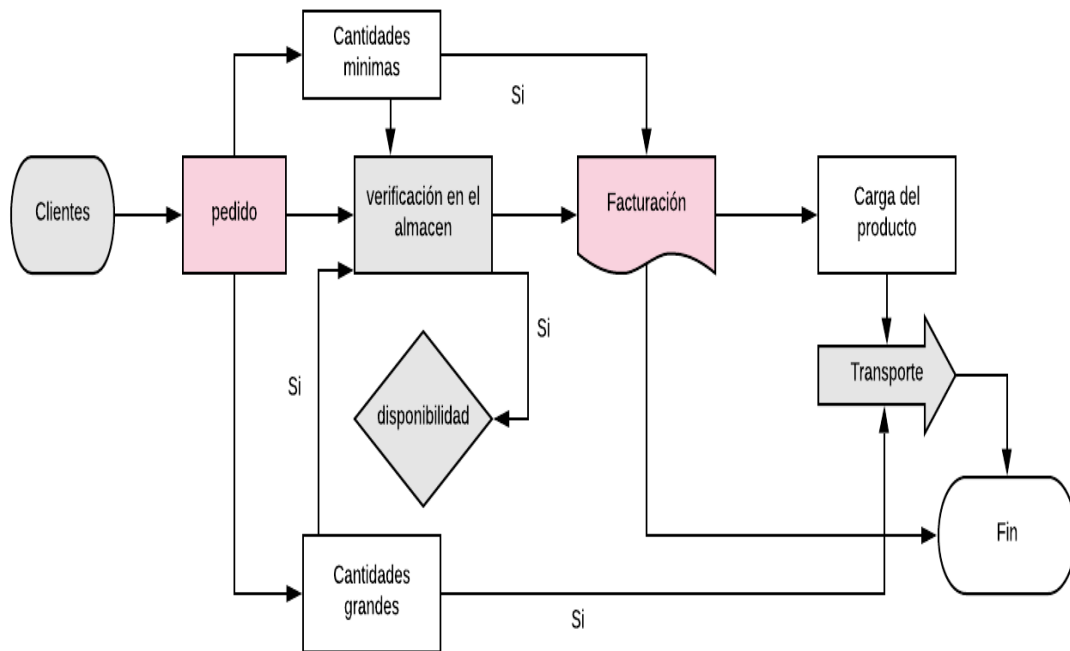 Cantidades
minimas
Si
Clientes
pedido
verificación en el
almacen
Facturación
Carga del
producto
Si
Si
disponibilidad
Transporte
Cantidades
grandes
Si
Fin